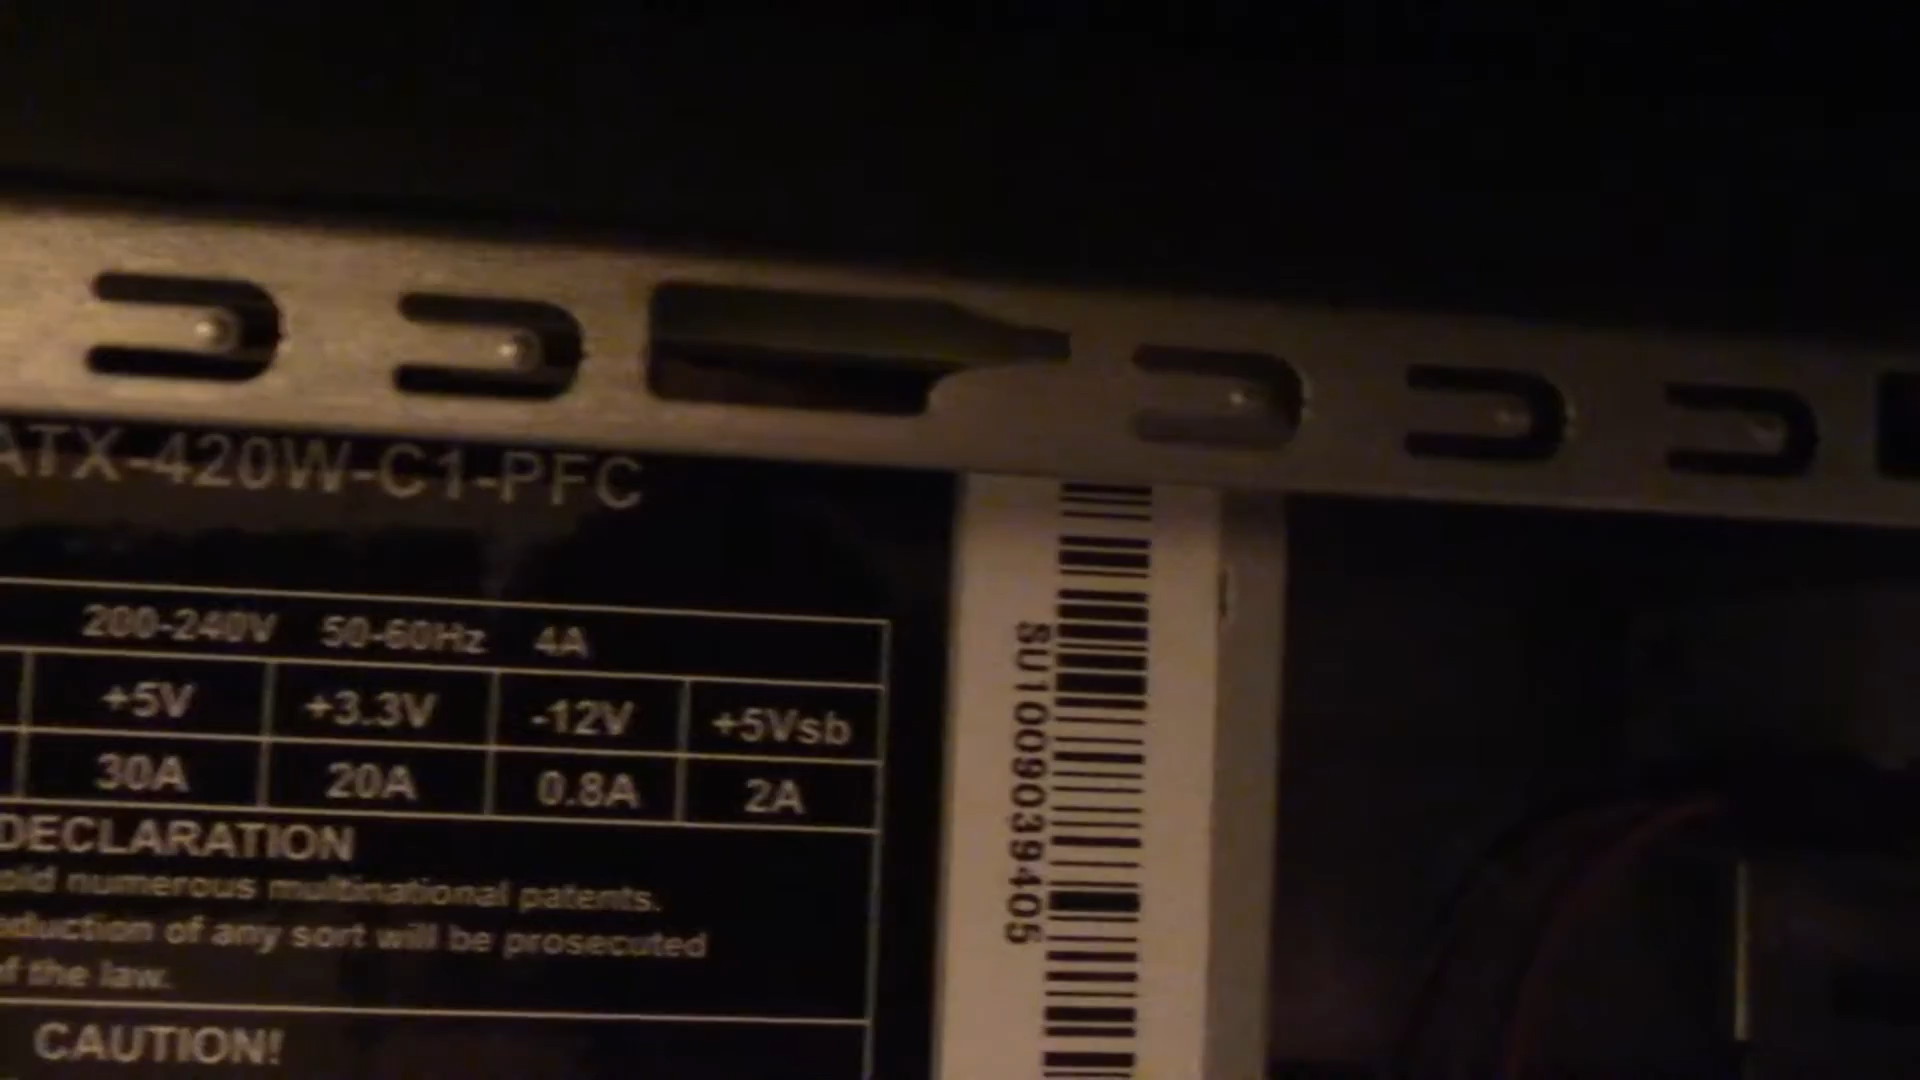 ATX-420W-C1-PFC
200-240V 50-60Hz 4A
+5V +3.3V -12V +5Vsb
30A 20A 0.8A 2A
DECLARATION
numerous multinational patents.
of any sort will be prosecuted
the law.
CAUTION!
SU1009039405